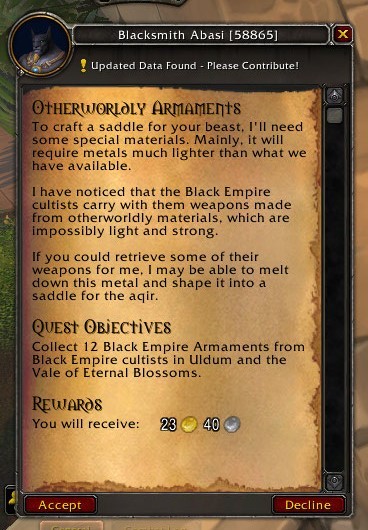 Blacksmith Abasi [58865]
Updated Data Found - Please Contribute!
Otherworldly Armaments
To craft a saddle for your beast, I'll need
some special materials. Mainly, it will
require metals much lighter than what we
have available.
I have noticed that the Black Empire
cultists carry with them weapons made
from otherworldly materials, which are
impossibly light and strong.
If you could retrieve some of their
weapons for me, I may be able to melt
down this metal and shape it into a
saddle for the aqir.
Quest Objectives
Collect 12 Black Empire Armaments from
Black Empire cultists in Uldum and the
Vale of Eternal Blossoms.
Rewards
You will receive: 23 40
Accept Decline